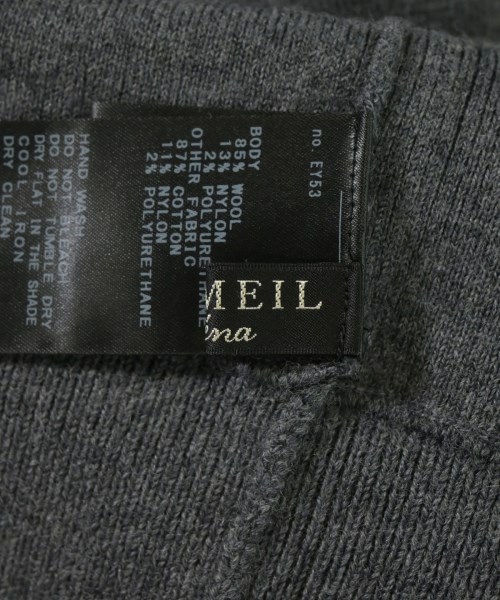 no. EY53
BODY
85% WOOL
13% NYLON
2% POLYURETHANE
OTHER FABRIC
87% COTTON
11% NYLON
2% POLYURETHANE
HAND WASH
DO NOT BLEACH
DO NOT TUMBLE DRY
DRY FLAT IN THE SHADE
COOL IRON
DRY CLEAN
MEIL
ina